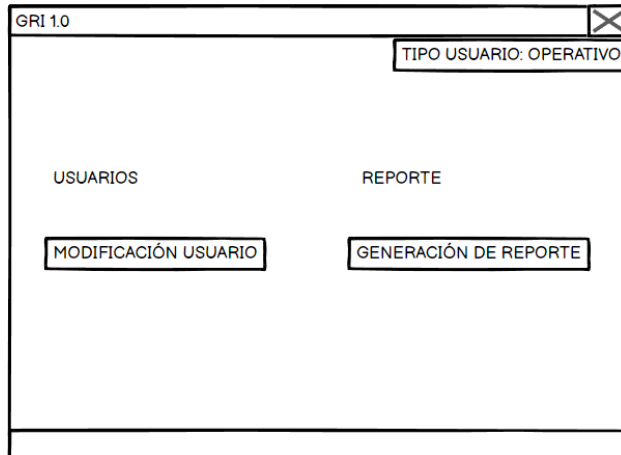 GRI 1.0
TIPO USUARIO: OPERATIVO
USUARIOS
REPORTE
MODIFICACIÓN USUARIO
GENERACIÓN DE REPORTE